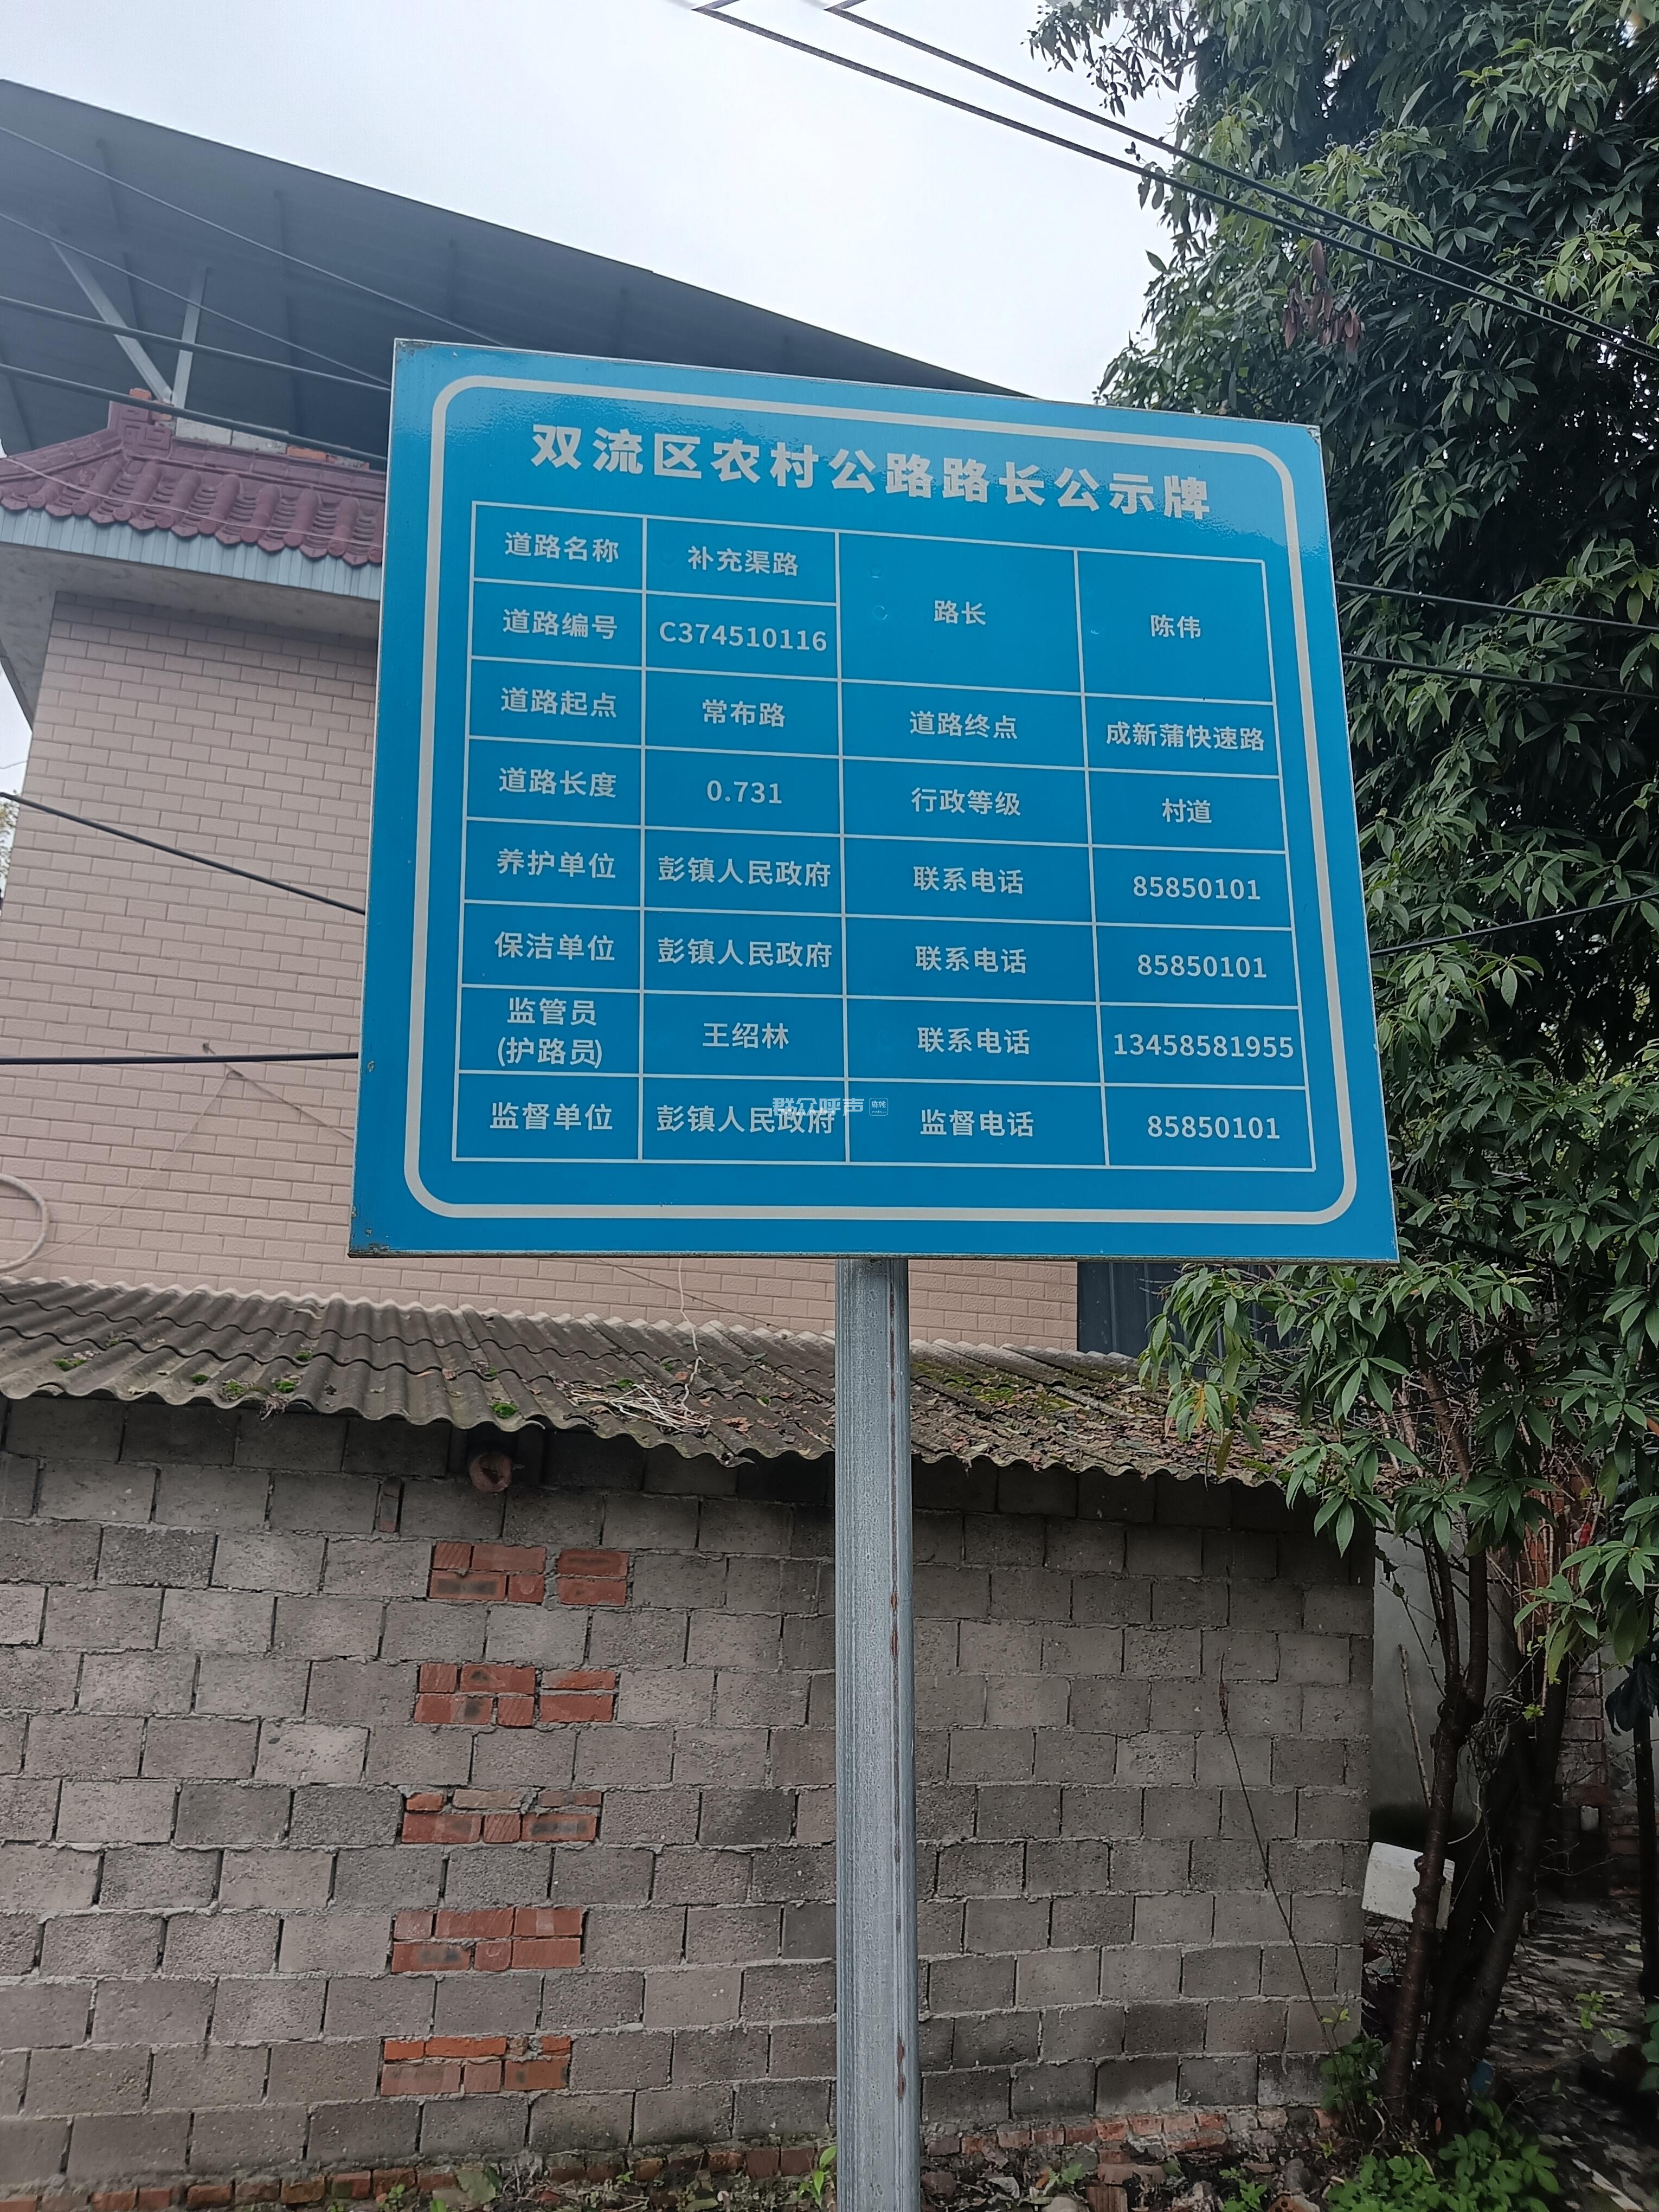 双流区农村公路路长公示牌
道路名称 补充渠路 路长 陈伟
道路编号 C374510116
道路起点 常布路 道路终点 成新蒲快速路
道路长度 0.731 行政等级 村道
养护单位 彭镇人民政府 联系电话 85850101
保洁单位 彭镇人民政府 联系电话 85850101
监管员
(护路员) 王绍林 联系电话 13458581955
监督单位 彭镇人民政府 监督电话 85850101
群众呼声